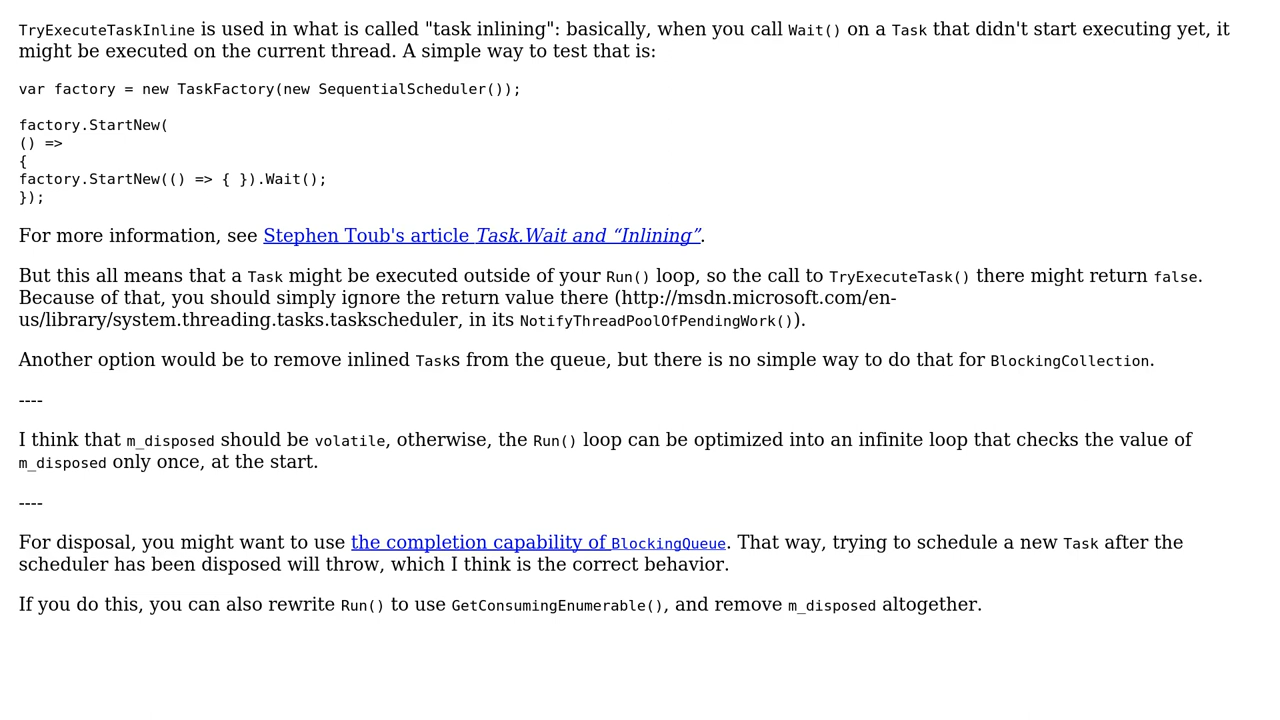 TryExecuteTaskInline is used in what is called "task inlining": basically, when you call Wait() on a Task that didn't start executing yet, it
might be executed on the current thread. A simple way to test that is:
var factory = new TaskFactory(new SequentialScheduler());
factory.StartNew(
() =>
{
factory.StartNew(() => { }).Wait();
});
For more information, see Stephen Toub's article Task.Wait and “Inlining”.
But this all means that a Task might be executed outside of your Run() loop, so the call to TryExecuteTask() there might return false.
Because of that, you should simply ignore the return value there (http://msdn.microsoft.com/en-
us/library/system.threading.tasks.taskscheduler, in its NotifyThreadPoolOfPendingWork()).
Another option would be to remove inlined Tasks from the queue, but there is no simple way to do that for BlockingCollection.
----
I think that m_disposed should be volatile, otherwise, the Run() loop can be optimized into an infinite loop that checks the value of
m_disposed only once, at the start.
----
For disposal, you might want to use the completion capability of BlockingQueue. That way, trying to schedule a new Task after the
scheduler has been disposed will throw, which I think is the correct behavior.
If you do this, you can also rewrite Run() to use GetConsumingEnumerable(), and remove m_disposed altogether.